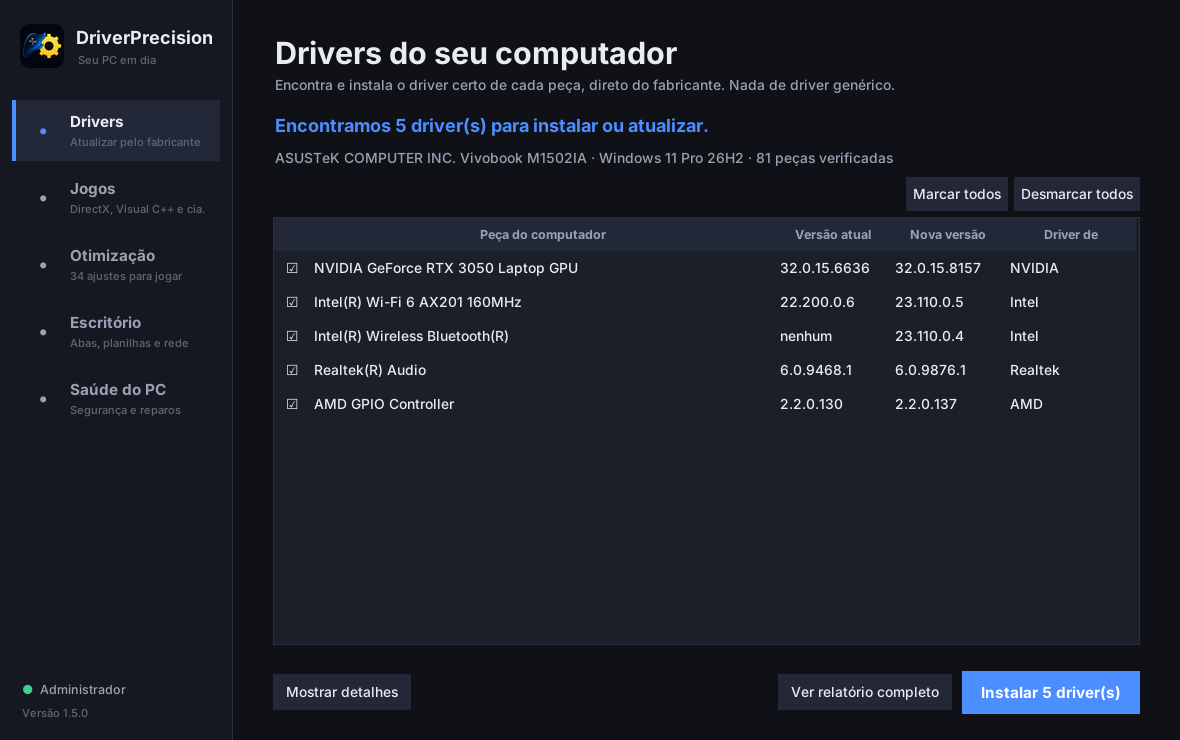 DriverPrecision
Seu PC em dia
Drivers
Atualizar pelo fabricante
Jogos
DirectX, Visual C++ e cia.
Otimização
34 ajustes para jogar
Escritório
Abas, planilhas e rede
Saúde do PC
Segurança e reparos
Administrador
Versão 1.5.0
Drivers do seu computador
Encontra e instala o driver certo de cada peça, direto do fabricante. Nada de driver genérico.
Encontramos 5 driver(s) para instalar ou atualizar.
ASUSTeK COMPUTER INC. Vivobook M1502IA · Windows 11 Pro 26H2 · 81 peças verificadas
Marcar todos Desmarcar todos
Peça do computador Versão atual Nova versão Driver de
☑ NVIDIA GeForce RTX 3050 Laptop GPU 32.0.15.6636 32.0.15.8157 NVIDIA
☑ Intel(R) Wi-Fi 6 AX201 160MHz 22.200.0.6 23.110.0.5 Intel
☑ Intel(R) Wireless Bluetooth(R) nenhum 23.110.0.4 Intel
☑ Realtek(R) Audio 6.0.9468.1 6.0.9876.1 Realtek
☑ AMD GPIO Controller 2.2.0.130 2.2.0.137 AMD
Mostrar detalhes Ver relatório completo Instalar 5 driver(s)